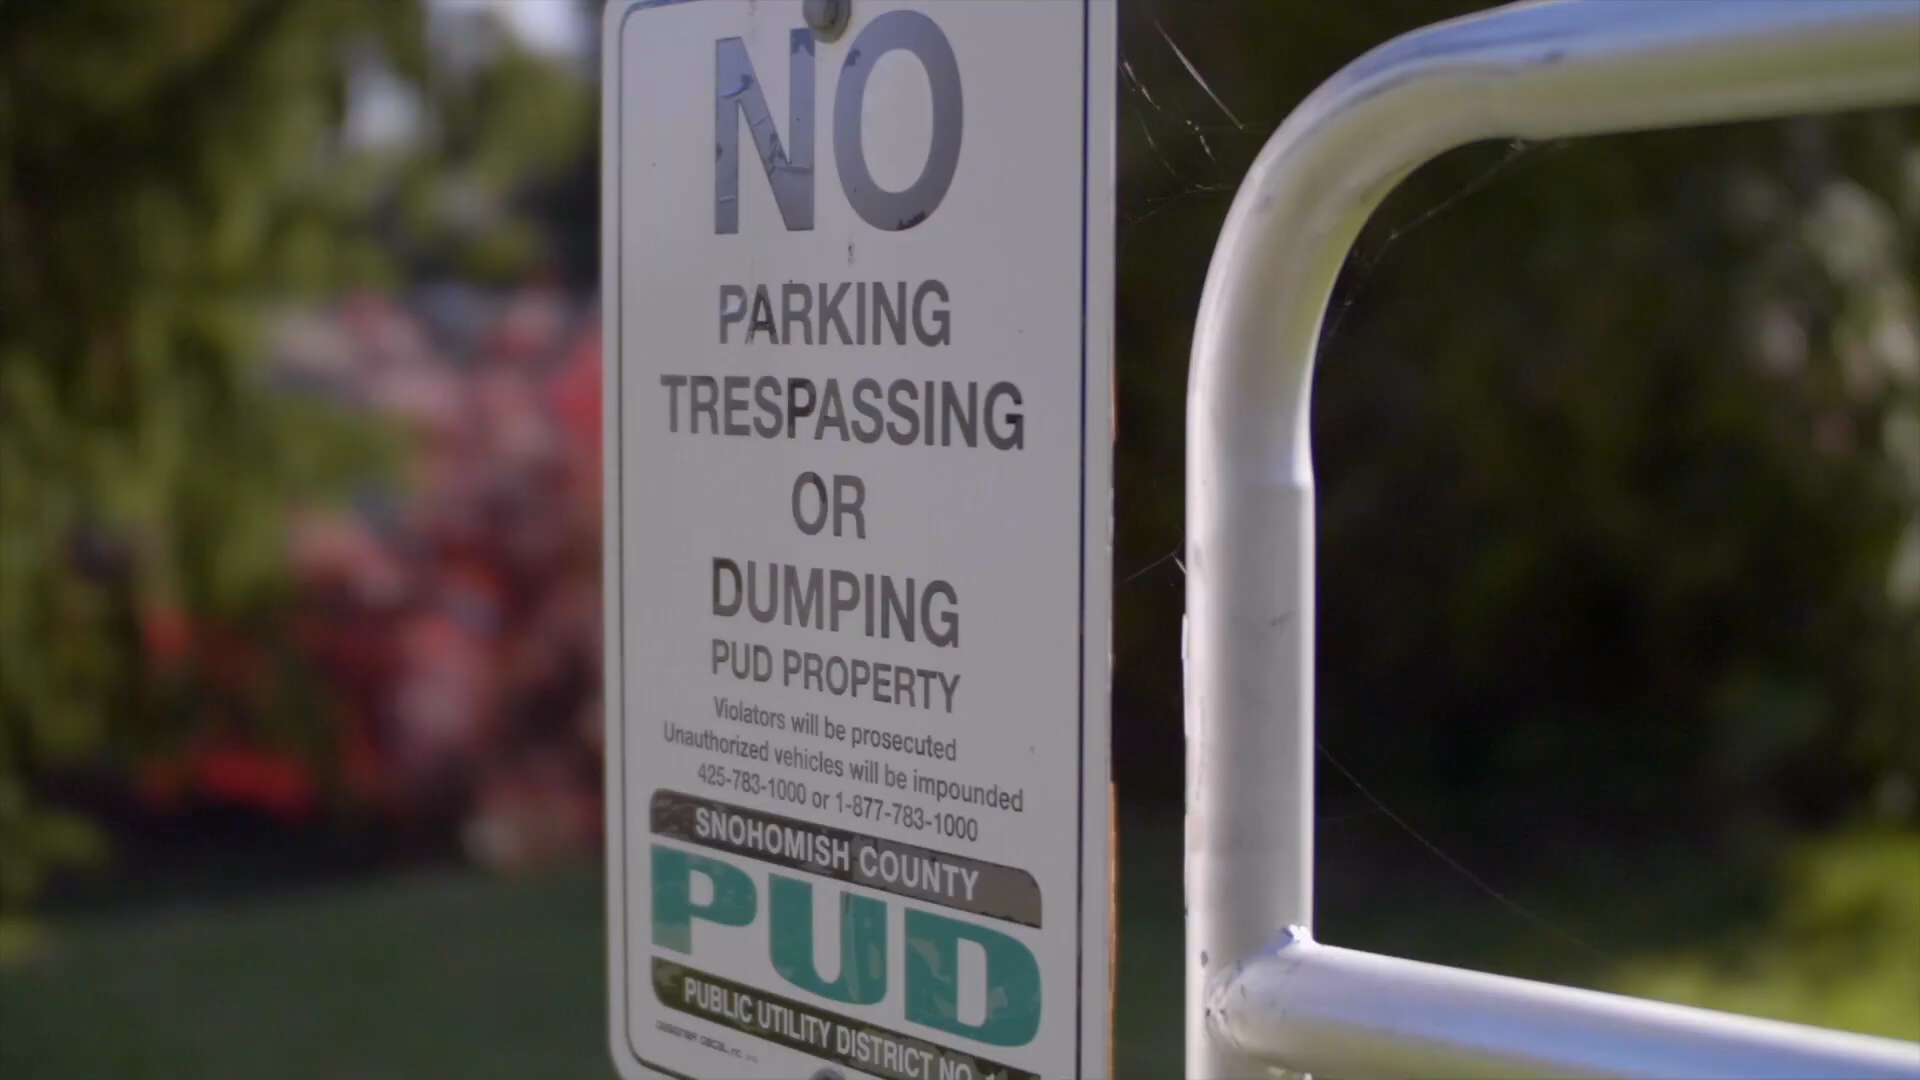 NO
PARKING
TRESPASSING
OR
DUMPING
PUD PROPERTY
Violators will be prosecuted
Unauthorized vehicles will be impounded
425-783-1000 or 1-877-783-1000
SNOHOMISH COUNTY
PUD
PUBLIC UTILITY DISTRICT NO. 1